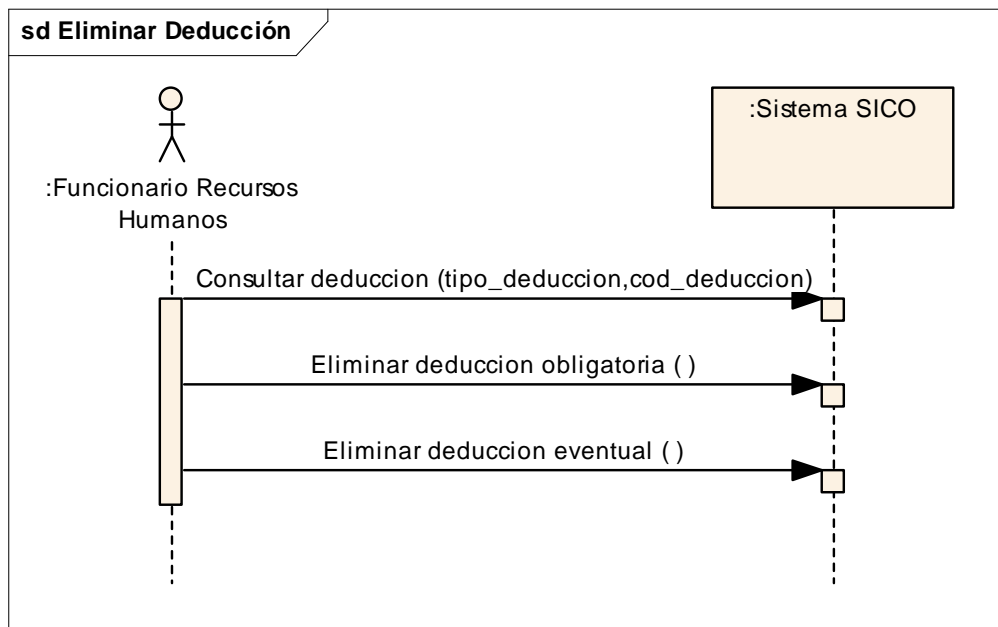 sd Eliminar Deducción
:Funcionario Recursos
Humanos
:Sistema SICO
Consultar deduccion (tipo_deduccion,cod_deduccion)
Eliminar deduccion obligatoria ( )
Eliminar deduccion eventual ( )